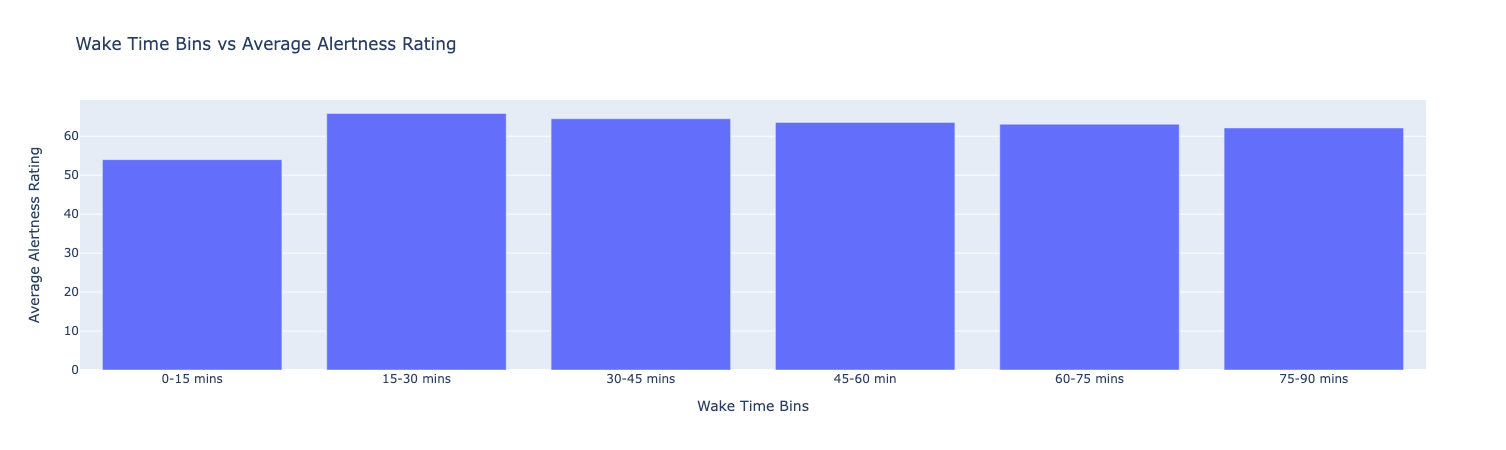 Wake Time Bins vs Average Alertness Rating
Average Alertness Rating
60
50
40
30
20
10
0
0-15 mins
15-30 mins
30-45 mins
45-60 min
60-75 mins
75-90 mins
Wake Time Bins